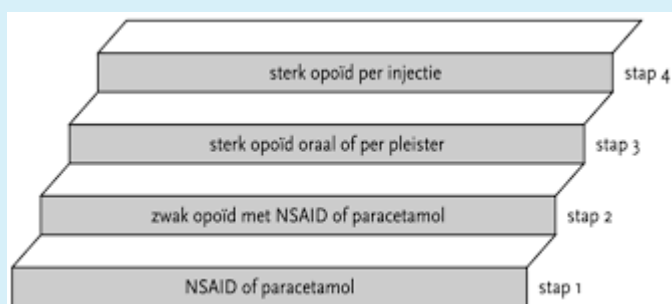 sterk opoïd per injectie stap 4
sterk opoïd oraal of per pleister stap 3
zwak opoïd met NSAID of paracetamol stap 2
NSAID of paracetamol stap 1